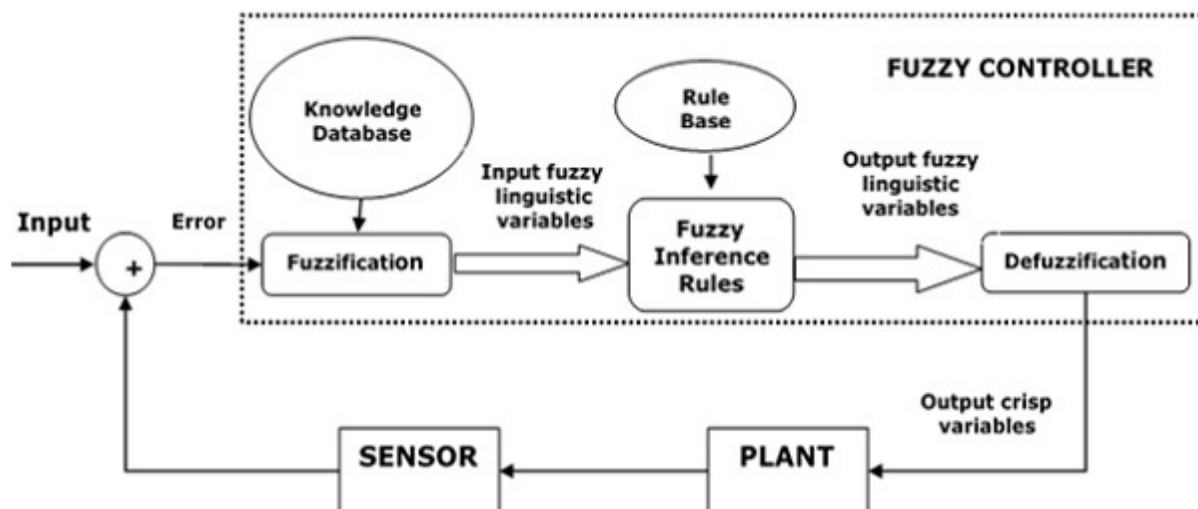 FUZZY CONTROLLER
Knowledge
Database
Rule
Base
Input fuzzy
linguistic
variables
Output fuzzy
linguistic
variables
Input
Error
+
Fuzzification
Fuzzy
Inference
Rules
Defuzzification
Output crisp
variables
SENSOR
PLANT